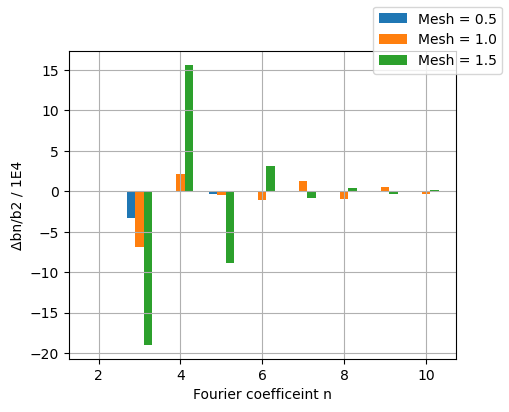 Mesh = 0.5
Mesh = 1.0
Mesh = 1.5
15
10
5
0
−5
−10
−15
−20
Δbn/b2 / 1E4
2 4 6 8 10
Fourier coefficeint n